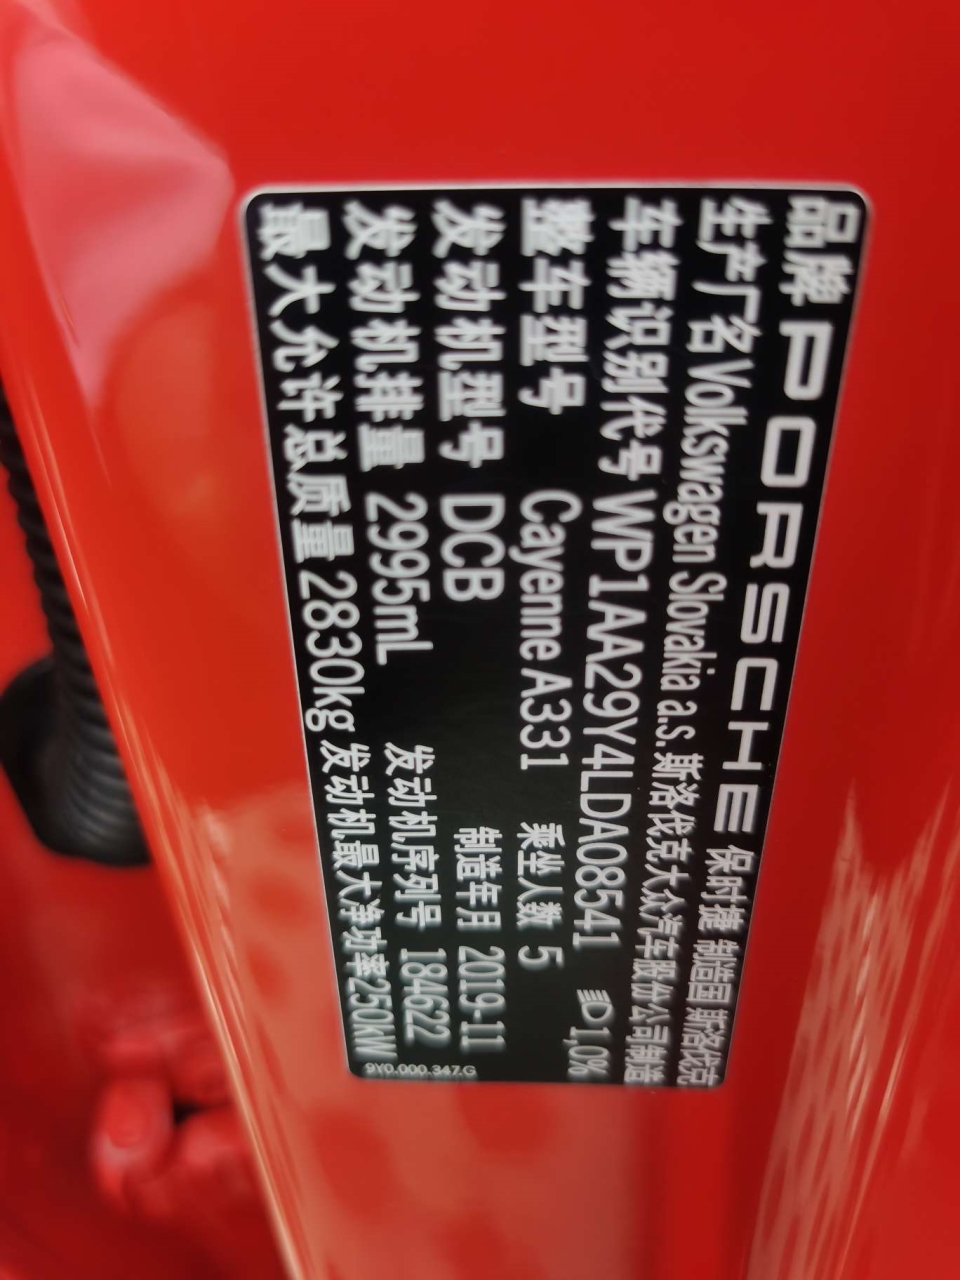 品牌 PORSCHE 保时捷 制造国 斯洛伐克
生产厂名 Volkswagen Slovakia a.s. 斯洛伐克大众汽车股份公司制造
车辆识别代号 WP1AA29Y4LDA08541 1,0%
整车型号 Cayenne A331 乘坐人数 5
发动机型号 DCB 制造年月 2019-11
发动机排量 2995mL 发动机序列号 184622
最大允许总质量 2830kg 发动机最大净功率250kW
9Y0.000.347.G